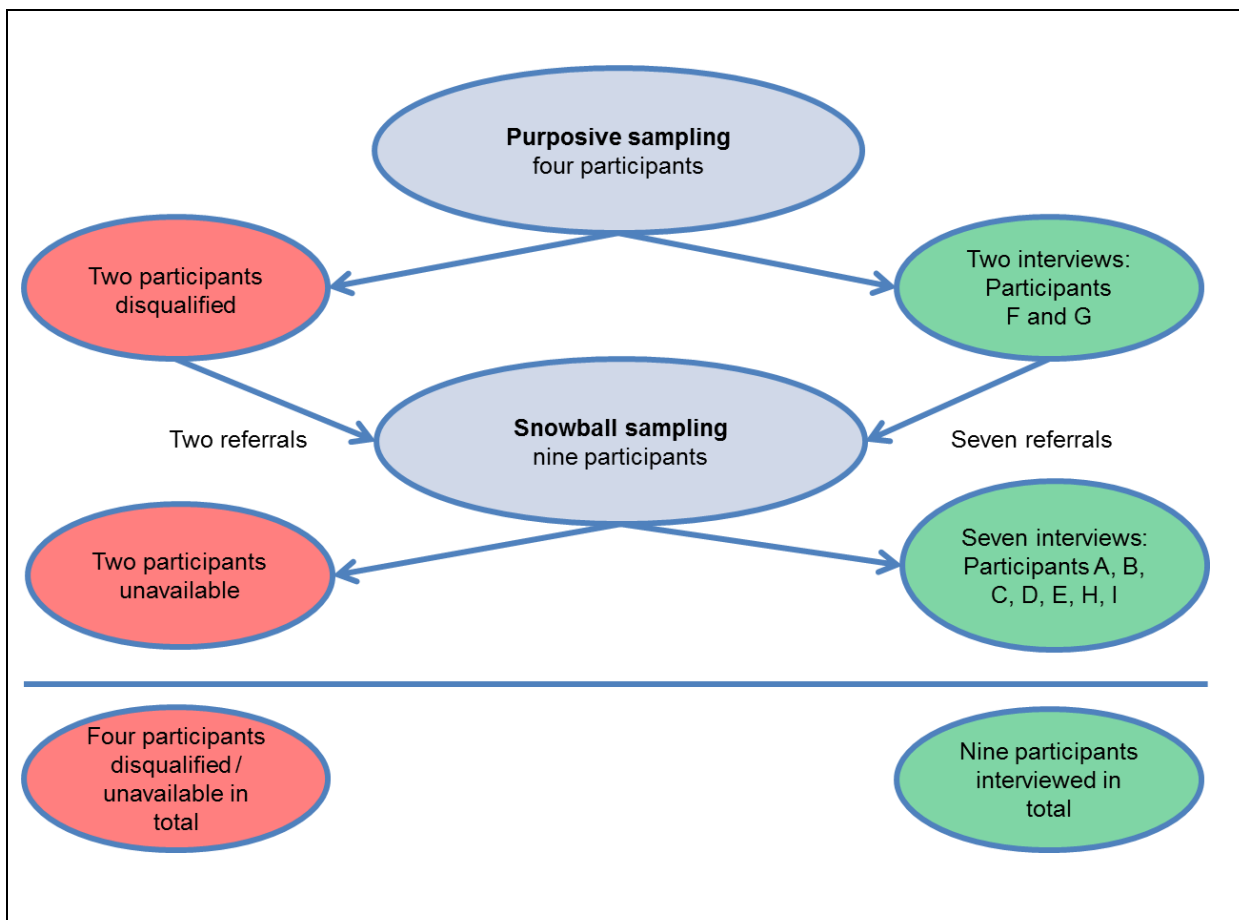 Purposive sampling
four participants
Two participants
disqualified
Two interviews:
Participants
F and G
Two referrals
Snowball sampling
nine participants
Seven referrals
Two participants
unavailable
Seven interviews:
Participants A, B,
C, D, E, H, I
Four participants
disqualified /
unavailable in
total
Nine participants
interviewed in
total